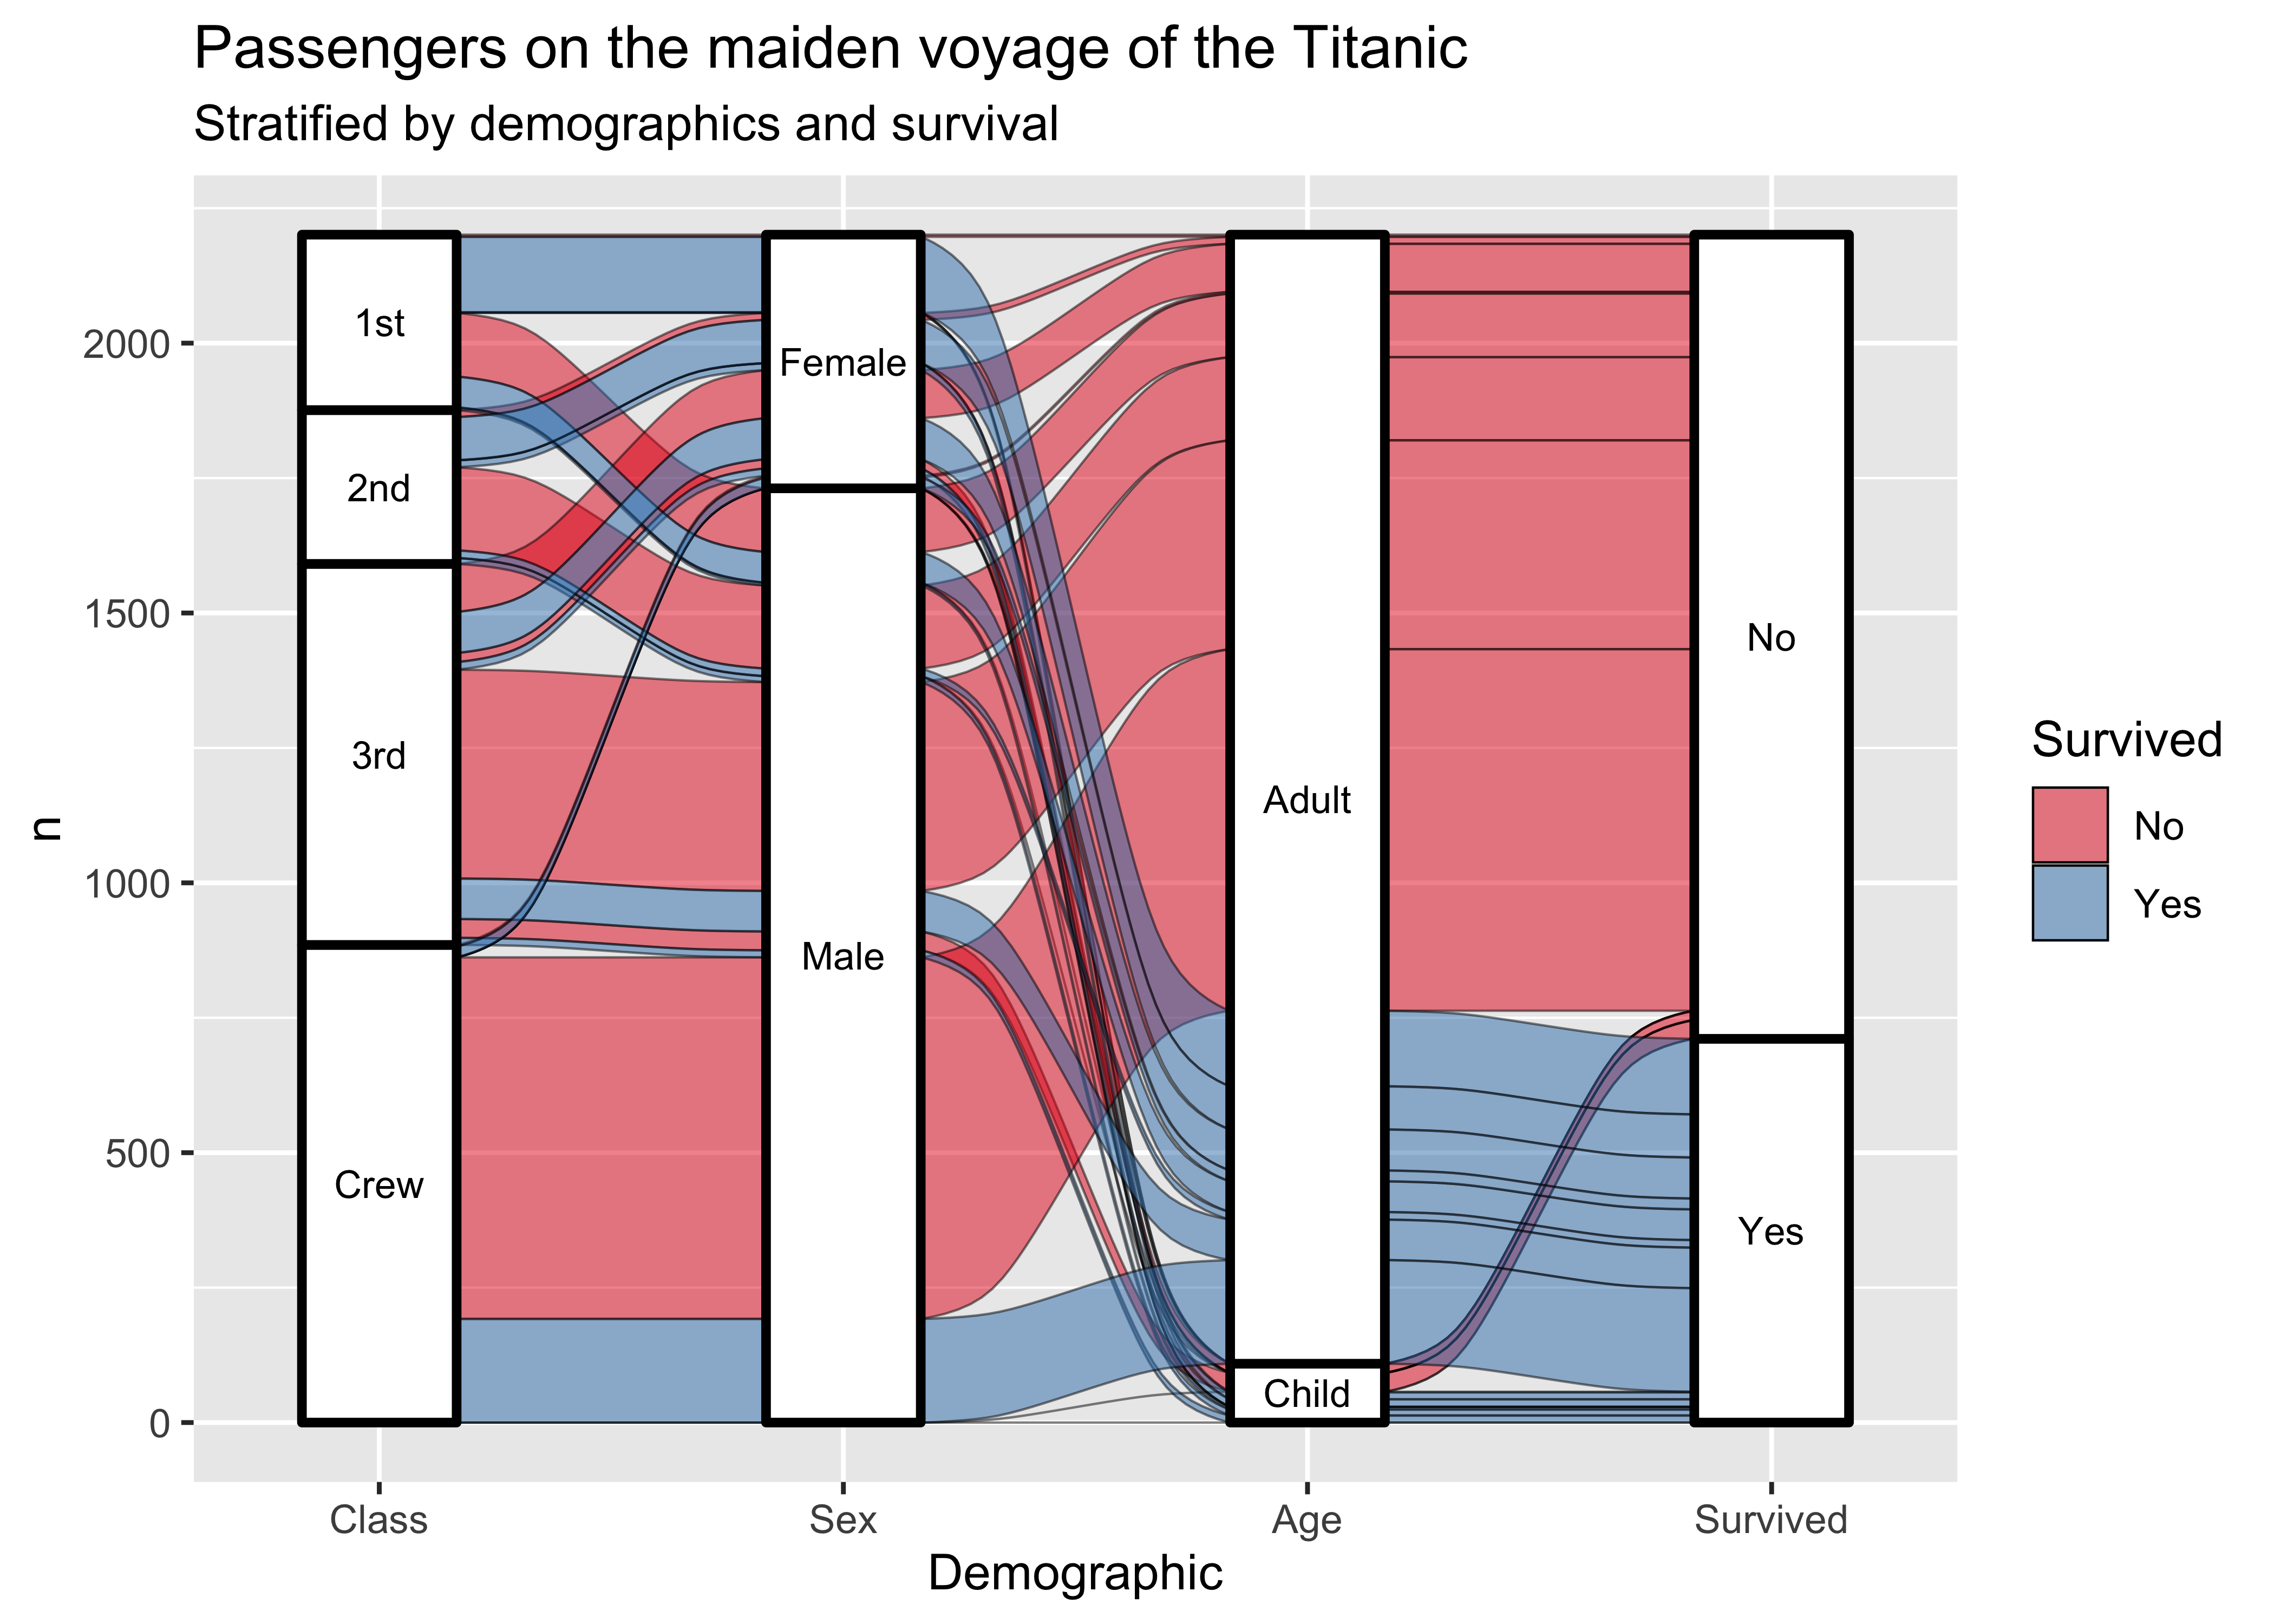 Passengers on the maiden voyage of the Titanic
Stratified by demographics and survival
n
2000
1500
1000
500
0
1st
2nd
3rd
Crew
Female
Male
Adult
Child
No
Yes
Class
Sex
Age
Survived
Demographic
Survived
No
Yes